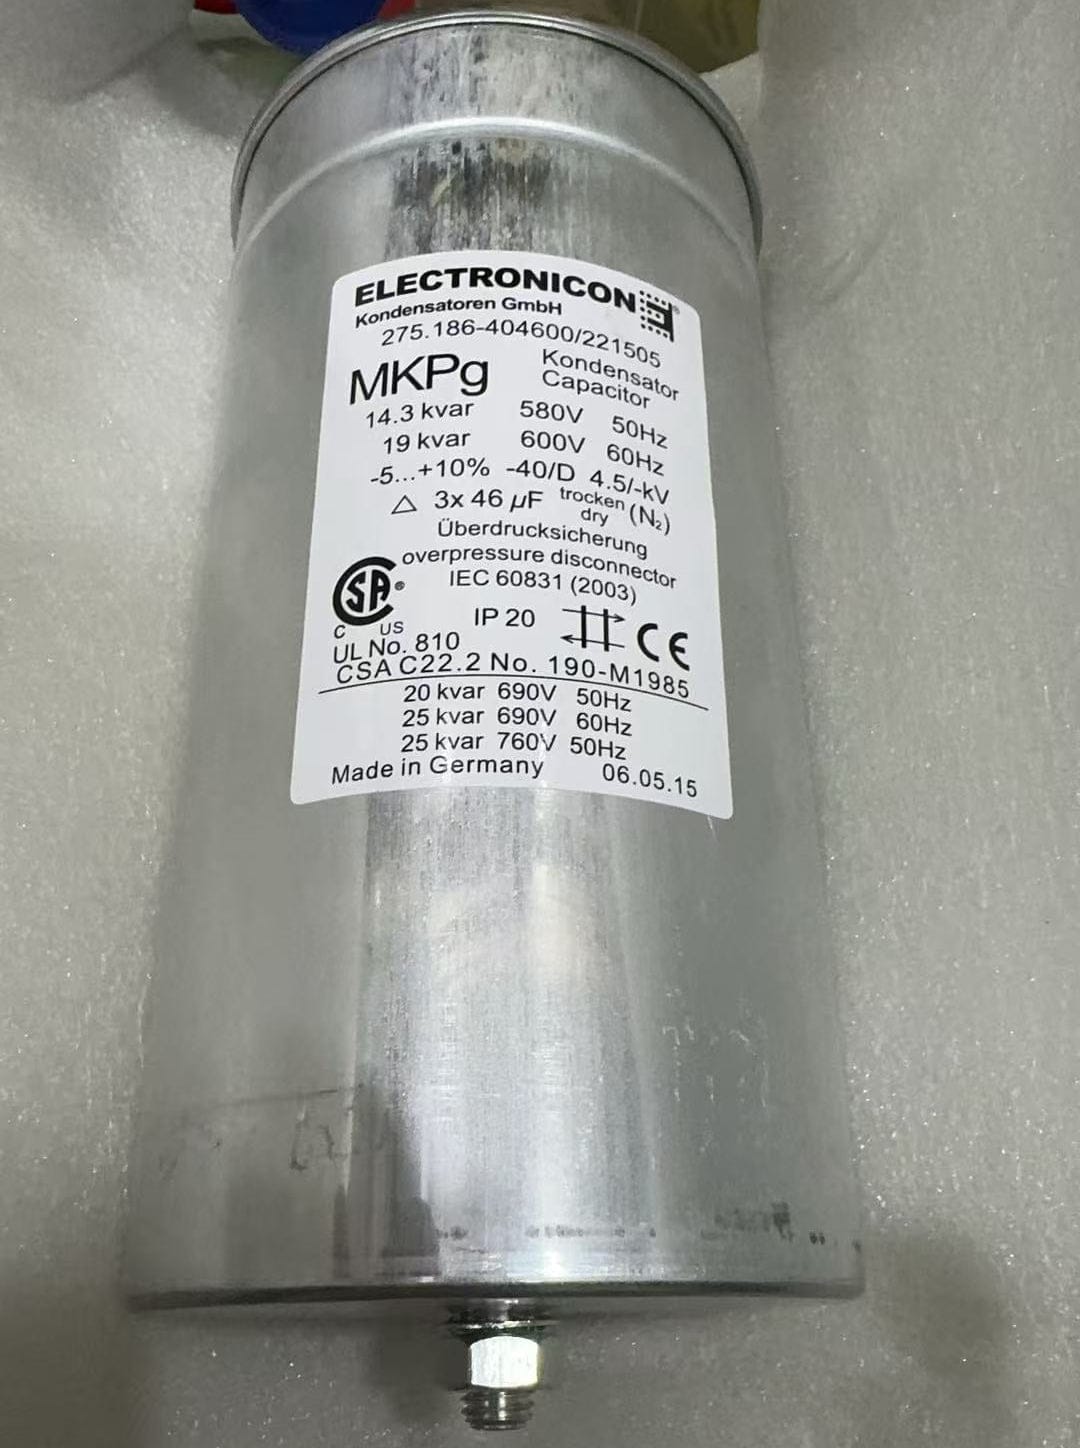 ELECTRONICON
Kondensatoren GmbH
275.186-404600/221505
MKPg Kondensator
Capacitor
14.3 kvar 580V 50Hz
19 kvar 600V 60Hz
-5...+10% -40/D 4.5/-kV
△ 3x 46 µF trocken (N₂)
dry
Überdrucksicherung
overpressure disconnector
IEC 60831 (2003)
SA®
C US
IP 20
CE
UL No. 810
CSA C22.2 No. 190-M1985
20 kvar 690V 50Hz
25 kvar 690V 60Hz
25 kvar 760V 50Hz
Made in Germany 06.05.15